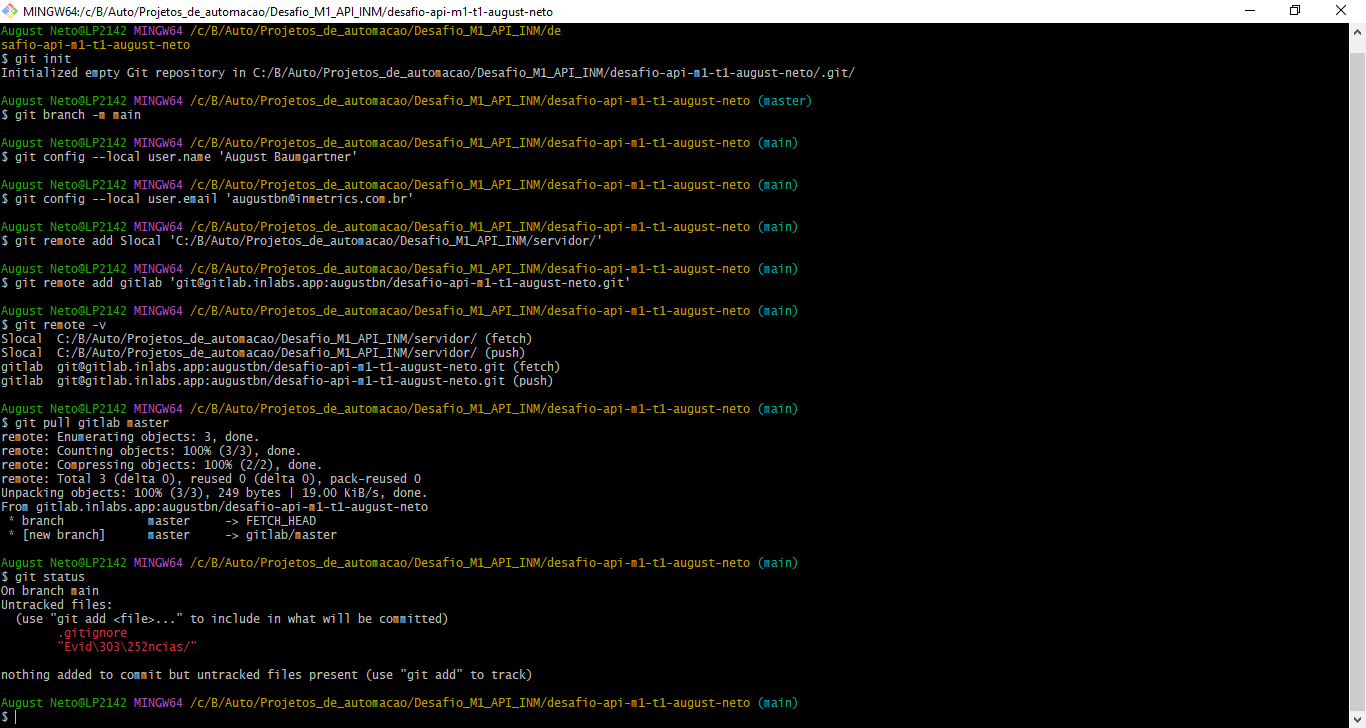 MINGW64:/c/B/Auto/Projetos_de_automacao/Desafio_M1_API_INM/desafio-api-m1-t1-august-neto
August Neto@LP2142 MINGW64 /c/B/Auto/Projetos_de_automacao/Desafio_M1_API_INM/de
safio-api-m1-t1-august-neto
$ git init
Initialized empty Git repository in C:/B/Auto/Projetos_de_automacao/Desafio_M1_API_INM/desafio-api-m1-t1-august-neto/.git/
August Neto@LP2142 MINGW64 /c/B/Auto/Projetos_de_automacao/Desafio_M1_API_INM/desafio-api-m1-t1-august-neto (master)
$ git branch -m main
August Neto@LP2142 MINGW64 /c/B/Auto/Projetos_de_automacao/Desafio_M1_API_INM/desafio-api-m1-t1-august-neto (main)
$ git config --local user.name 'August Baumgartner'
August Neto@LP2142 MINGW64 /c/B/Auto/Projetos_de_automacao/Desafio_M1_API_INM/desafio-api-m1-t1-august-neto (main)
$ git config --local user.email 'augustbn@inmetrics.com.br'
August Neto@LP2142 MINGW64 /c/B/Auto/Projetos_de_automacao/Desafio_M1_API_INM/desafio-api-m1-t1-august-neto (main)
$ git remote add Slocal 'C:/B/Auto/Projetos_de_automacao/Desafio_M1_API_INM/servidor/'
August Neto@LP2142 MINGW64 /c/B/Auto/Projetos_de_automacao/Desafio_M1_API_INM/desafio-api-m1-t1-august-neto (main)
$ git remote add gitlab 'git@gitlab.inlabs.app:augustbn/desafio-api-m1-t1-august-neto.git'
August Neto@LP2142 MINGW64 /c/B/Auto/Projetos_de_automacao/Desafio_M1_API_INM/desafio-api-m1-t1-august-neto (main)
$ git remote -v
Slocal  C:/B/Auto/Projetos_de_automacao/Desafio_M1_API_INM/servidor/ (fetch)
Slocal  C:/B/Auto/Projetos_de_automacao/Desafio_M1_API_INM/servidor/ (push)
gitlab  git@gitlab.inlabs.app:augustbn/desafio-api-m1-t1-august-neto.git (fetch)
gitlab  git@gitlab.inlabs.app:augustbn/desafio-api-m1-t1-august-neto.git (push)
August Neto@LP2142 MINGW64 /c/B/Auto/Projetos_de_automacao/Desafio_M1_API_INM/desafio-api-m1-t1-august-neto (main)
$ git pull gitlab master
remote: Enumerating objects: 3, done.
remote: Counting objects: 100% (3/3), done.
remote: Compressing objects: 100% (2/2), done.
remote: Total 3 (delta 0), reused 0 (delta 0), pack-reused 0
Unpacking objects: 100% (3/3), 249 bytes | 19.00 KiB/s, done.
From gitlab.inlabs.app:augustbn/desafio-api-m1-t1-august-neto
 * branch            master     -> FETCH_HEAD
 * [new branch]      master     -> gitlab/master
August Neto@LP2142 MINGW64 /c/B/Auto/Projetos_de_automacao/Desafio_M1_API_INM/desafio-api-m1-t1-august-neto (main)
$ git status
On branch main
Untracked files:
  (use "git add <file>..." to include in what will be committed)
        .gitignore
        "Evid\303\252ncias/"
nothing added to commit but untracked files present (use "git add" to track)
August Neto@LP2142 MINGW64 /c/B/Auto/Projetos_de_automacao/Desafio_M1_API_INM/desafio-api-m1-t1-august-neto (main)
$